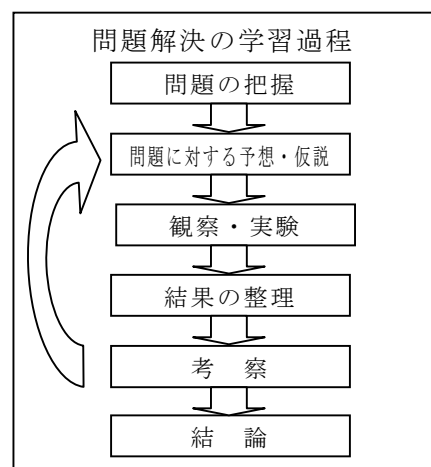 問題解決の学習過程
問題の把握
問題に対する予想・仮説
観察・実験
結果の整理
考　察
結　論